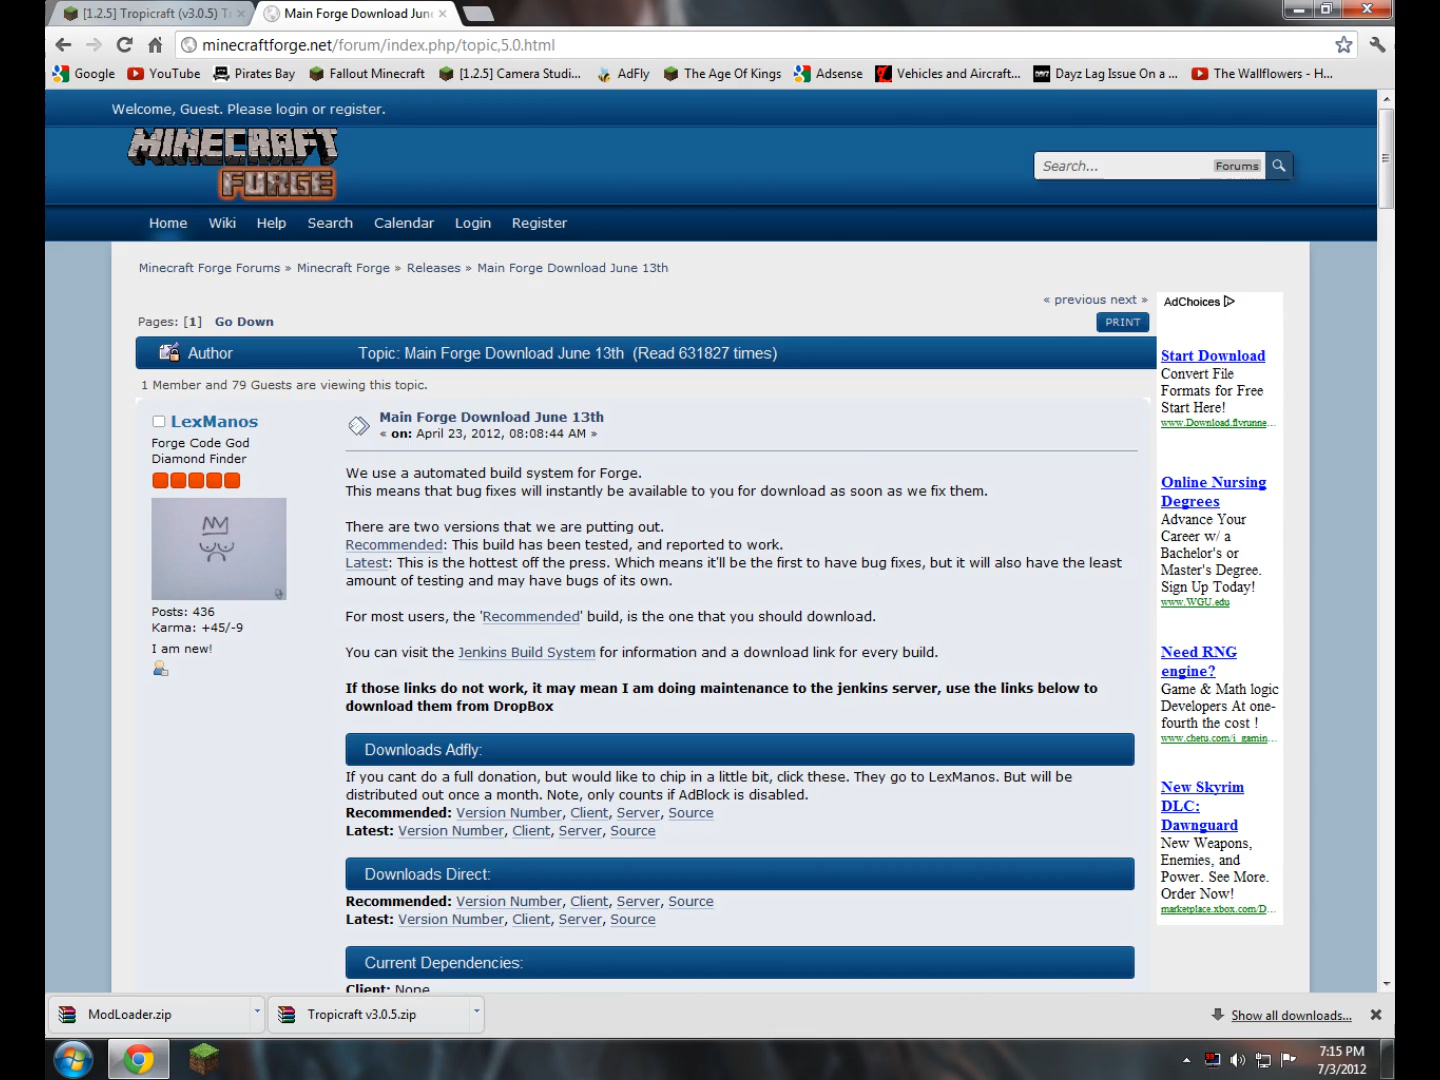 [1.2.5] Tropicraft (v3.0.5) T
Main Forge Download Jun
minecraftforge.net/forum/index.php/topic,5.0.html
Google
YouTube
Pirates Bay
Fallout Minecraft
[1.2.5] Camera Studi...
AdFly
The Age Of Kings
Adsense
Vehicles and Aircraft...
Dayz Lag Issue On a ...
The Wallflowers - H...
Welcome, Guest. Please login or register.
MINECRAFT
FORGE
Search...
Forums
Home
Wiki
Help
Search
Calendar
Login
Register
Minecraft Forge Forums » Minecraft Forge » Releases » Main Forge Download June 13th
« previous next »
Pages: [1] Go Down
PRINT
Author
Topic: Main Forge Download June 13th (Read 631827 times)
1 Member and 79 Guests are viewing this topic.
LexManos
Forge Code God
Diamond Finder
Posts: 436
Karma: +45/-9
I am new!
Main Forge Download June 13th
« on: April 23, 2012, 08:08:44 AM »
We use a automated build system for Forge.
This means that bug fixes will instantly be available to you for download as soon as we fix them.
There are two versions that we are putting out.
Recommended: This build has been tested, and reported to work.
Latest: This is the hottest off the press. Which means it'll be the first to have bug fixes, but it will also have the least
amount of testing and may have bugs of its own.
For most users, the 'Recommended' build, is the one that you should download.
You can visit the Jenkins Build System for information and a download link for every build.
If those links do not work, it may mean I am doing maintenance to the jenkins server, use the links below to
download them from DropBox
Downloads Adfly:
If you cant do a full donation, but would like to chip in a little bit, click these. They go to LexManos. But will be
distributed out once a month. Note, only counts if AdBlock is disabled.
Recommended: Version Number, Client, Server, Source
Latest: Version Number, Client, Server, Source
Downloads Direct:
Recommended: Version Number, Client, Server, Source
Latest: Version Number, Client, Server, Source
Current Dependencies:
Client: None
AdChoices
Start Download
Convert File
Formats for Free
Start Here!
www.Download.flvrunne...
Online Nursing
Degrees
Advance Your
Career w/ a
Bachelor's or
Master's Degree.
Sign Up Today!
www.WGU.edu
Need RNG
engine?
Game & Math logic
Developers At one-
fourth the cost !
www.chetu.com/i_gamin...
New Skyrim
DLC:
Dawnguard
New Weapons,
Enemies, and
Power. See More.
Order Now!
marketplace.xbox.com/D...
ModLoader.zip
Tropicraft v3.0.5.zip
Show all downloads...
7:15 PM
7/3/2012